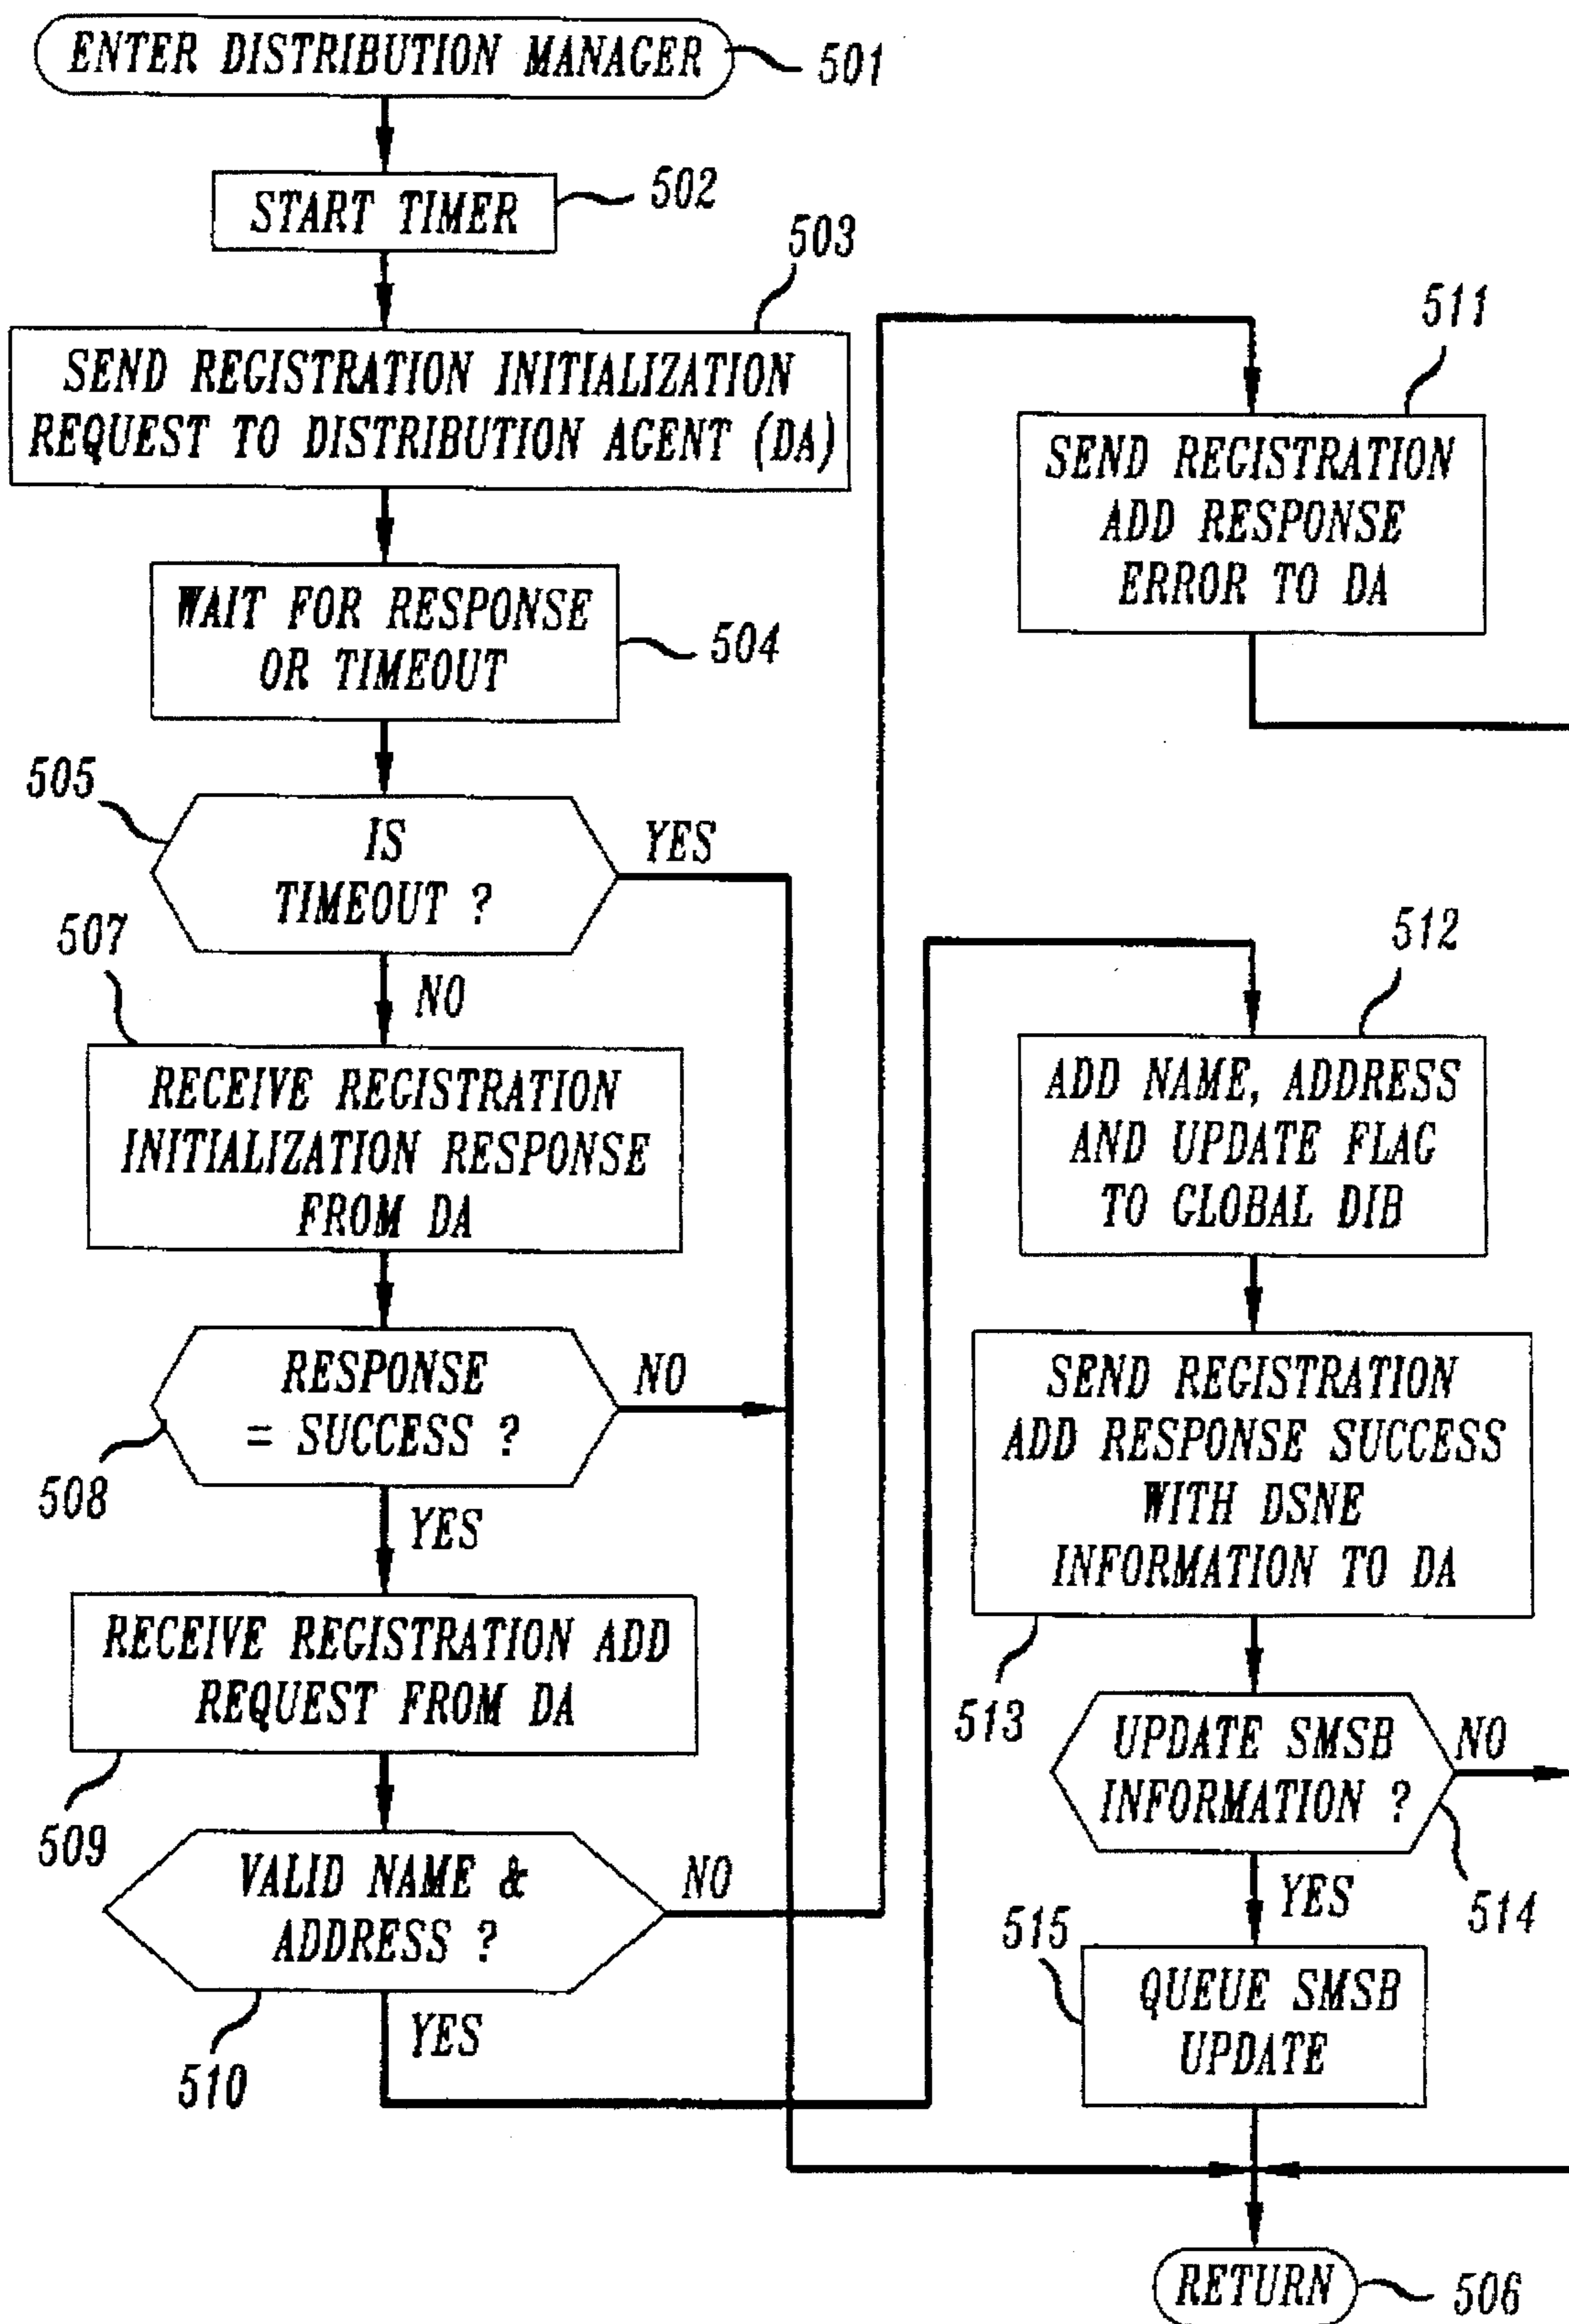 ENTER DISTRIBUTION MANAGER
501
START TIMER
502
503
SEND REGISTRATION INITIALIZATION
REQUEST TO DISTRIBUTION AGENT (DA)
WAIT FOR RESPONSE
OR TIMEOUT
504
505
IS
TIMEOUT ?
YES
NO
507
RECEIVE REGISTRATION
INITIALIZATION RESPONSE
FROM DA
RESPONSE
= SUCCESS ?
NO
508
YES
RECEIVE REGISTRATION ADD
REQUEST FROM DA
509
VALID NAME &
ADDRESS ?
NO
510
YES
511
SEND REGISTRATION
ADD RESPONSE
ERROR TO DA
512
ADD NAME, ADDRESS
AND UPDATE FLAG
TO GLOBAL DIB
SEND REGISTRATION
ADD RESPONSE SUCCESS
WITH DSNE
INFORMATION TO DA
513
UPDATE SMSB
INFORMATION ?
NO
514
YES
515
QUEUE SMSB
UPDATE
RETURN
506